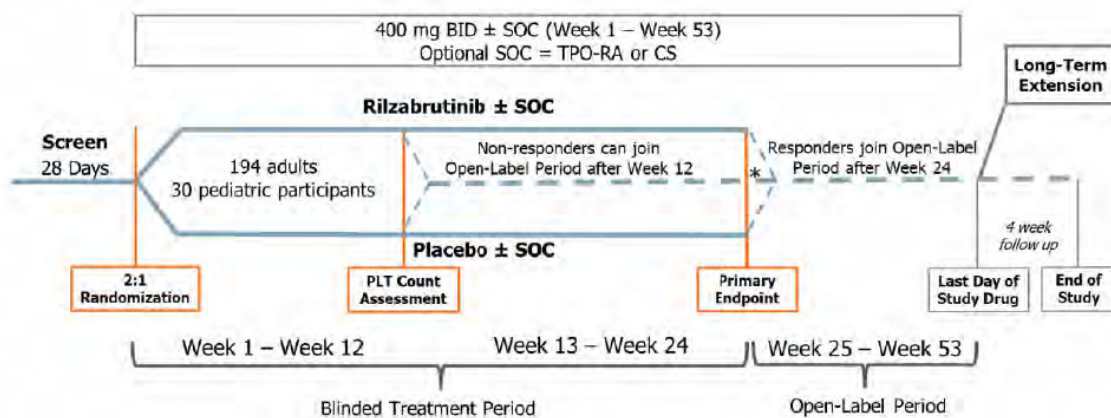 400 mg BID ± SOC (Week 1 – Week 53)
Optional SOC = TPO-RA or CS
Long-Term
Extension
Rilzabrutinib ± SOC
Screen
28 Days
194 adults
30 pediatric participants
Non-responders can join
Open-Label Period after Week 12
*
Responders join Open-Label
Period after Week 24
Placebo ± SOC
4 week
follow up
2:1
Randomization
PLT Count
Assessment
Primary
Endpoint
Last Day of
Study Drug
End of
Study
Week 1 – Week 12
Week 13 – Week 24
Week 25 – Week 53
Blinded Treatment Period
Open-Label Period